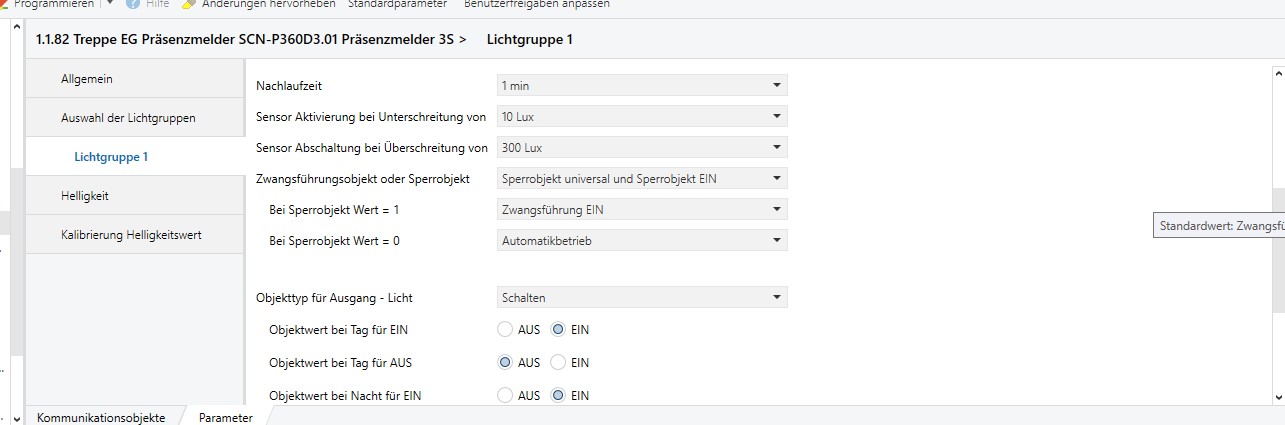 Programmieren Hilfe Änderungen hervorheben Standardparameter Benutzerfreigaben anpassen
1.1.82 Treppe EG Präsenzmelder SCN-P360D3.01 Präsenzmelder 3S > Lichtgruppe 1
Allgemein
Auswahl der Lichtgruppen
Lichtgruppe 1
Helligkeit
Kalibrierung Helligkeitswert
Nachlaufzeit 1 min
Sensor Aktivierung bei Unterschreitung von 10 Lux
Sensor Abschaltung bei Überschreitung von 300 Lux
Zwangsführungsobjekt oder Sperrobjekt Sperrobjekt universal und Sperrobjekt EIN
Bei Sperrobjekt Wert = 1 Zwangsführung EIN
Bei Sperrobjekt Wert = 0 Automatikbetrieb
Standardwert: Zwangsfü
Objekttyp für Ausgang - Licht Schalten
Objektwert bei Tag für EIN AUS EIN
Objektwert bei Tag für AUS AUS EIN
Objektwert bei Nacht für EIN AUS EIN
Kommunikationsobjekte Parameter